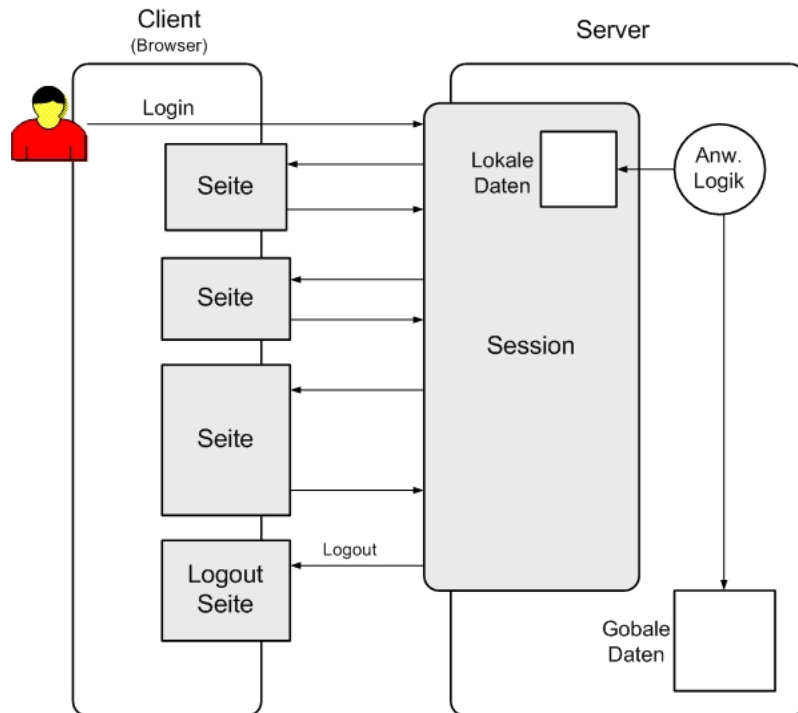 Client
(Browser)
Server
Login
Seite
Lokale
Daten
Anw.
Logik
Seite
Session
Seite
Logout
Logout
Seite
Gobale
Daten